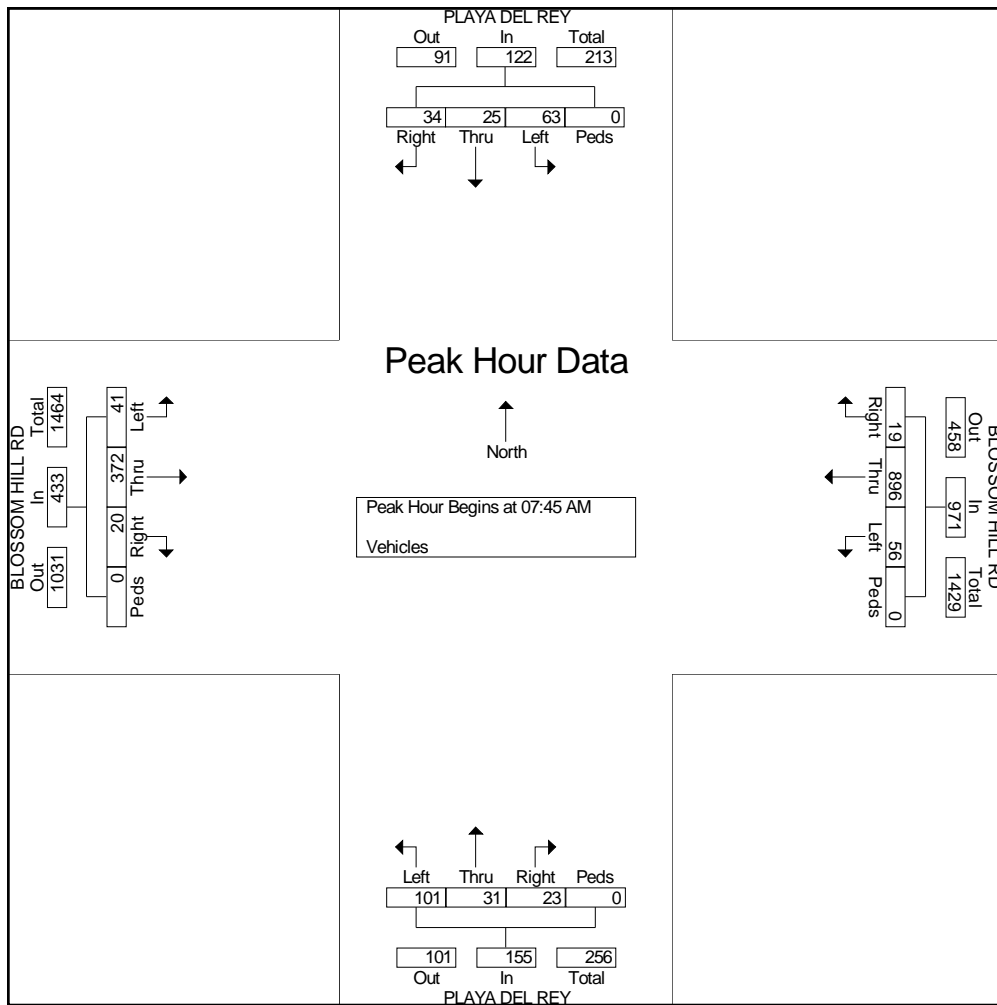 PLAYA DEL REY
Out In Total
91 122 213
34 25 63 0
Right Thru Left Peds
Peak Hour Data
North
Peak Hour Begins at 07:45 AM
Vehicles
BLOSSOM HILL RD
Out In Total
1031 433 1464
Left Thru Right Peds
41 372 20 0
BLOSSOM HILL RD
Out In Total
458 971 1429
19 896 56 0
Right Thru Left Peds
Left Thru Right Peds
101 31 23 0
101 155 256
Out In Total
PLAYA DEL REY